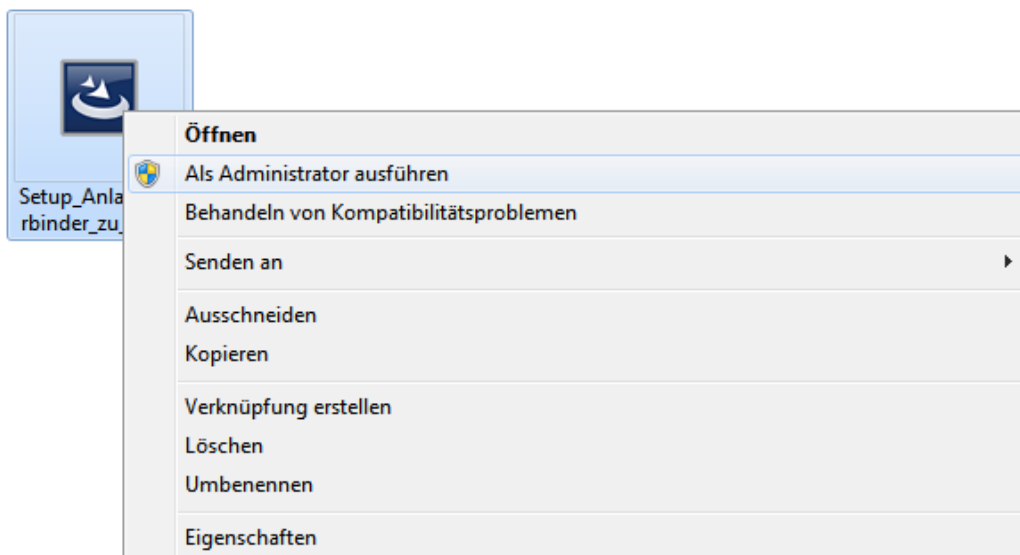 Öffnen
Als Administrator ausführen
Setup_Anla
rbinder_zu_
Behandeln von Kompatibilitätsproblemen
Senden an
Ausschneiden
Kopieren
Verknüpfung erstellen
Löschen
Umbenennen
Eigenschaften